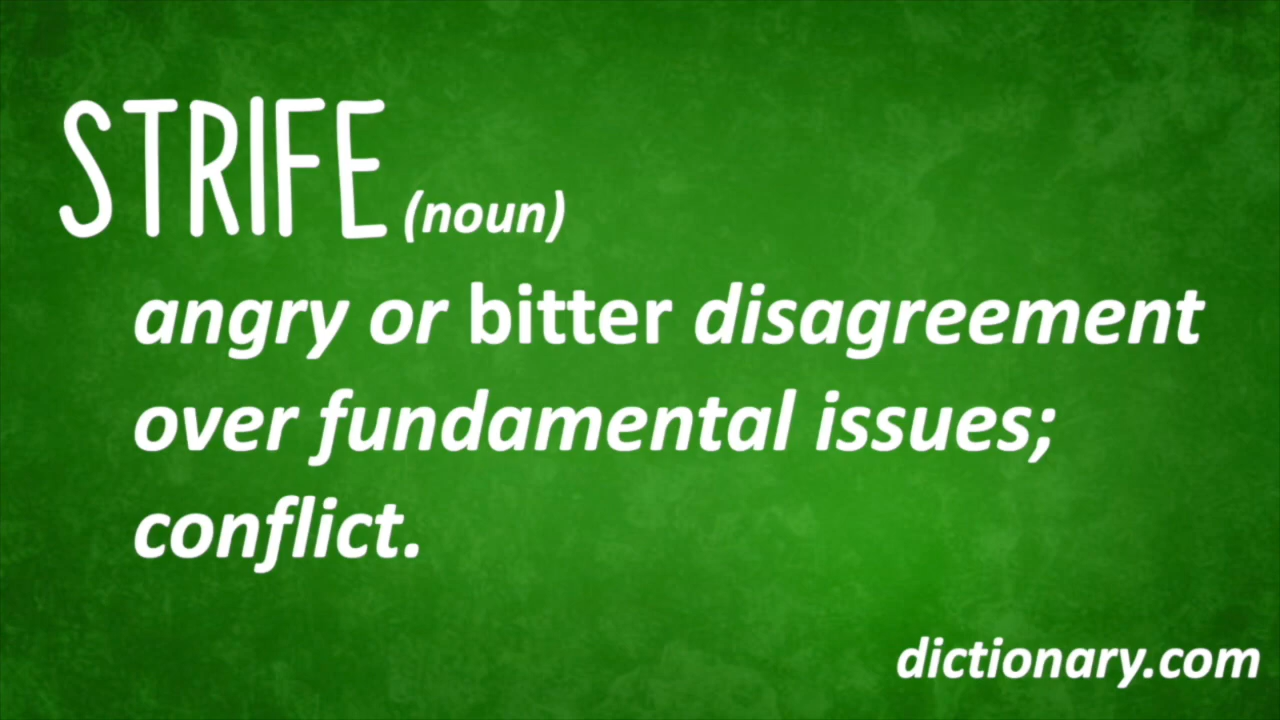 STRIFE (noun)
angry or bitter disagreement
over fundamental issues;
conflict.
dictionary.com